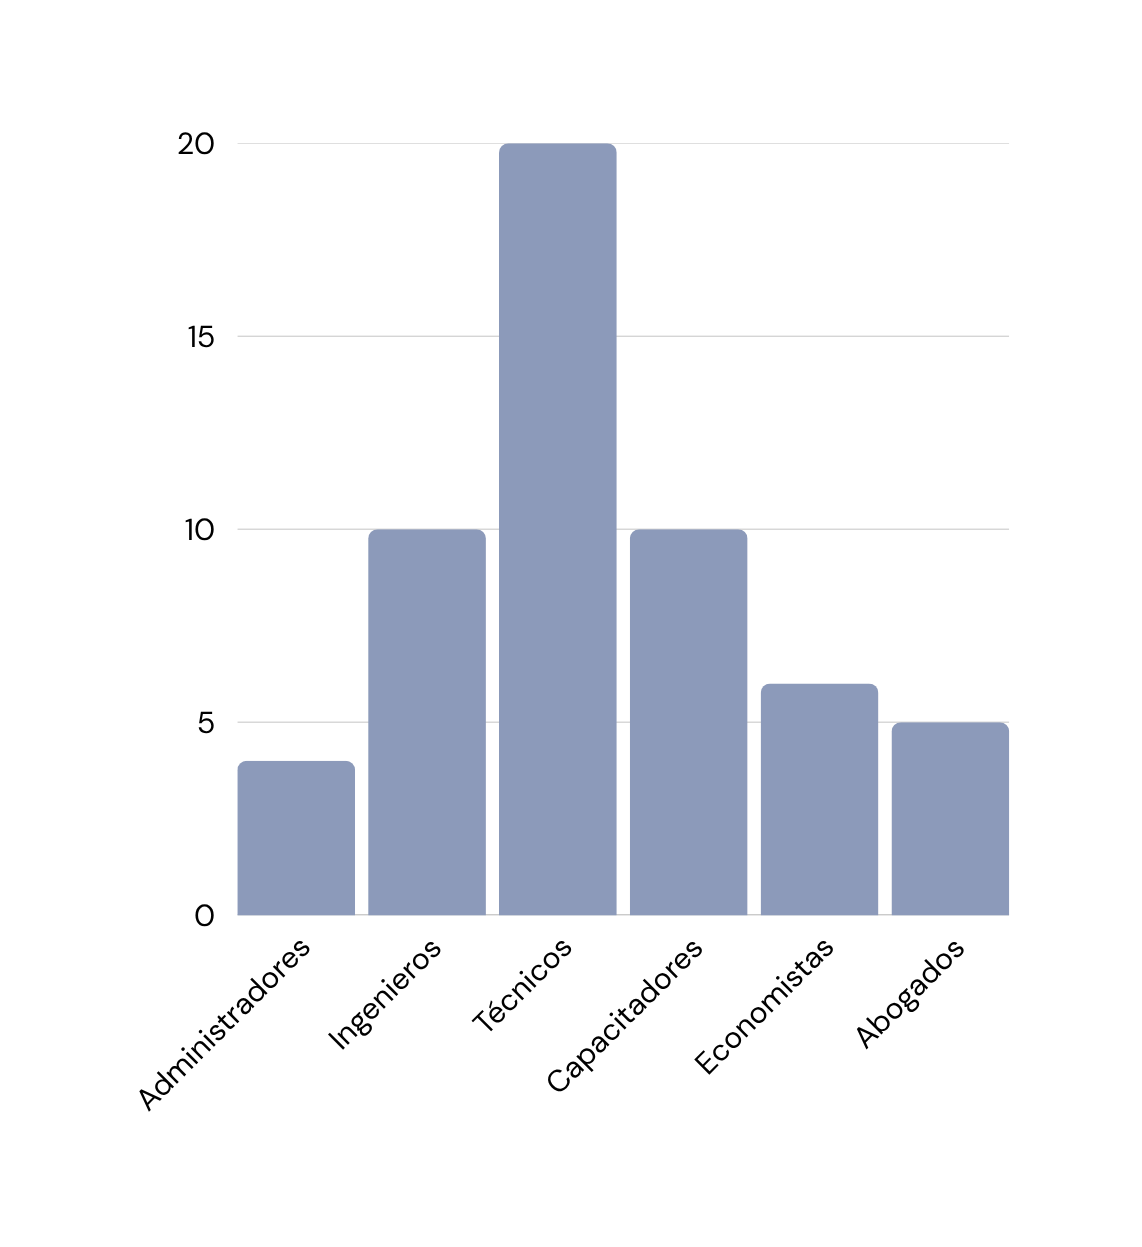 20
15
10
5
0
Administradores
Ingenieros
Técnicos
Capacitadores
Economistas
Abogados